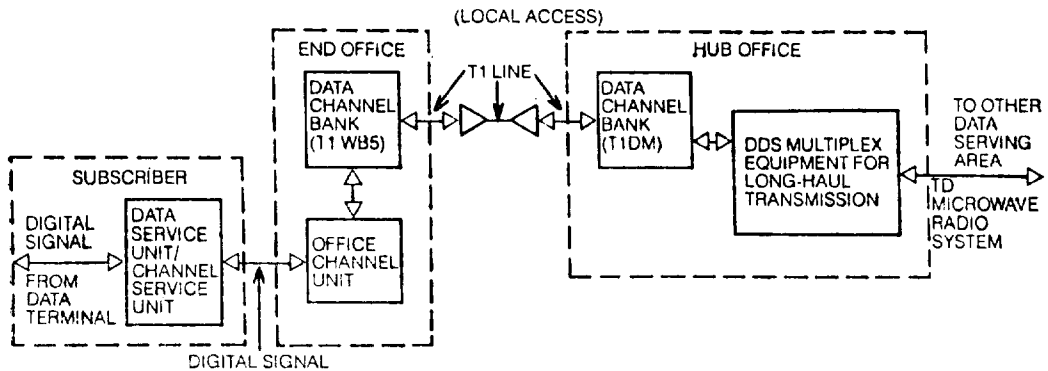 (LOCAL ACCESS)
END OFFICE
HUB OFFICE
T1 LINE
DATA
CHANNEL
BANK
(T1 WB5)
DATA
CHANNEL
BANK
(T1DM)
DDS MULTIPLEX
EQUIPMENT FOR
LONG-HAUL
TRANSMISSION
TO OTHER
DATA
SERVING
AREA
TD
MICROWAVE
RADIO
SYSTEM
SUBSCRIBER
DIGITAL
SIGNAL
FROM
DATA
TERMINAL
DATA
SERVICE
UNIT/
CHANNEL
SERVICE
UNIT
OFFICE
CHANNEL
UNIT
DIGITAL SIGNAL